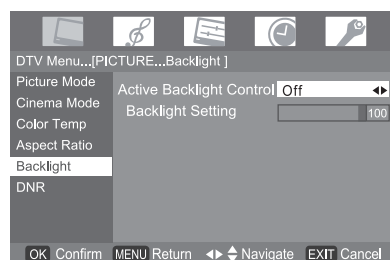 DTV Menu...[PICTURE...Backlight ]
Picture Mode
Cinema Mode
Color Temp
Aspect Ratio
Backlight
DNR
Active Backlight Control Off
Backlight Setting 100
OK Confirm MENU Return Navigate EXIT Cancel